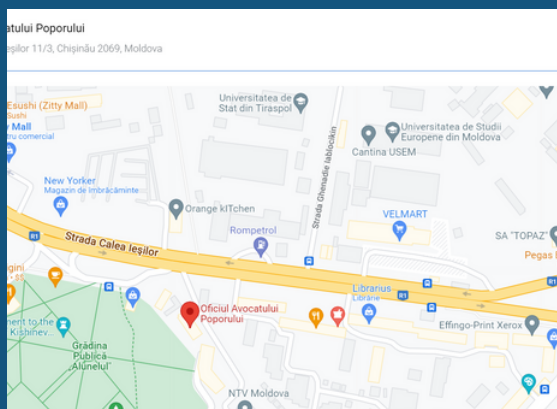 atului Poporului
eșilor 11/3, Chișinău 2069, Moldova
Esushi (Zitty Mall)
Sushi
Mall
tru comercial
Universitatea de
Stat din Tiraspol
Universitatea de Studii
Europene din Moldova
Cantina USEM
Strada Ghenadie Iablocikin
New Yorker
Magazin de îmbrăcăminte
Orange kITchen
VELMART
Rompetrol
SA "TOPAZ"
Pegas
R1
Strada Calea Ieșilor
gini
Librarius
Librărie
R1
R1
Oficiul Avocatului
Poporului
Effingo-Print Xerox
ment to the
Kishinev
Grădina
Publică
„Alunelul"
NTV Moldova